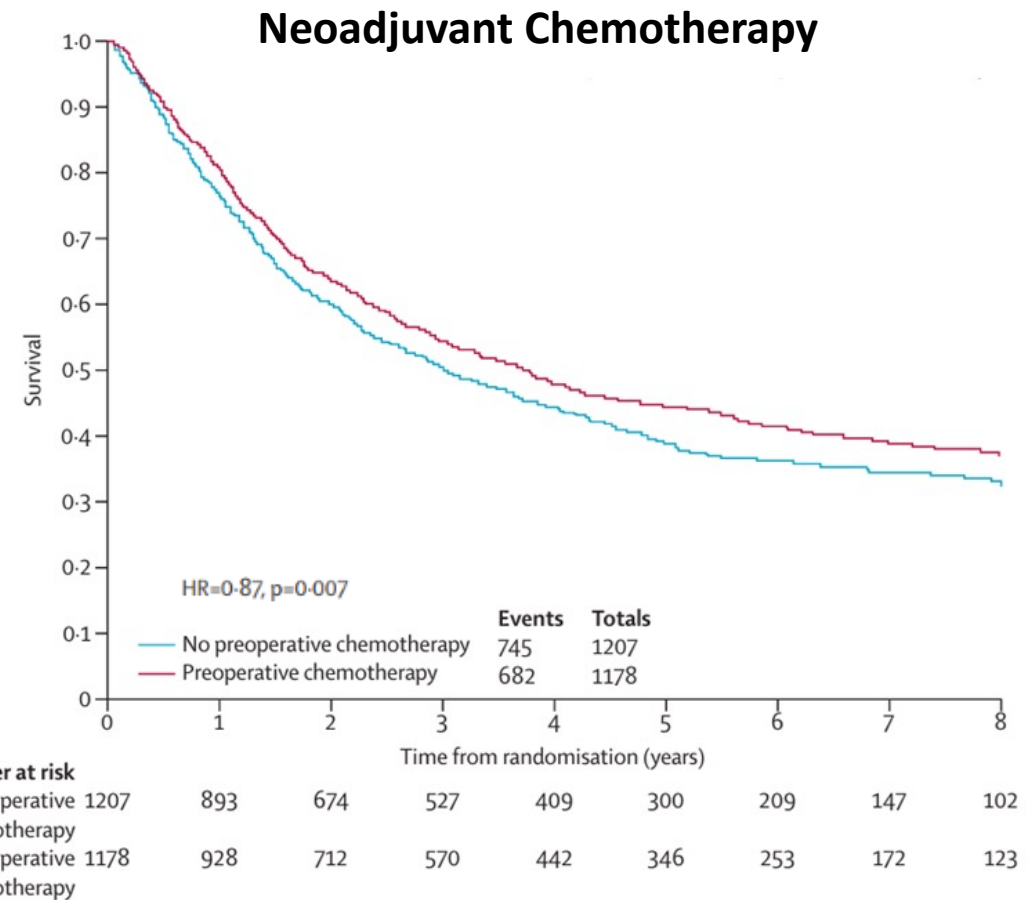 Neoadjuvant Chemotherapy
1·0
0·9
0·8
0·7
0·6
0·5
0·4
0·3
0·2
0·1
0
Survival
HR=0·87, p=0·007
Events Totals
No preoperative chemotherapy 745 1207
Preoperative chemotherapy 682 1178
0 1 2 3 4 5 6 7 8
Time from randomisation (years)
er at risk
perative 1207 893 674 527 409 300 209 147 102
otherapy
perative 1178 928 712 570 442 346 253 172 123
otherapy